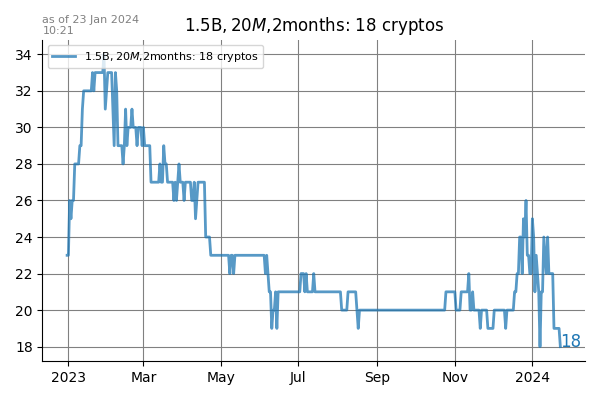 as of 23 Jan 2024
10:21
1.5B, 20M,2months: 18 cryptos
1.5B, 20M,2months: 18 cryptos
34
32
30
28
26
24
22
20
18
18
2023
Mar
May
Jul
Sep
Nov
2024